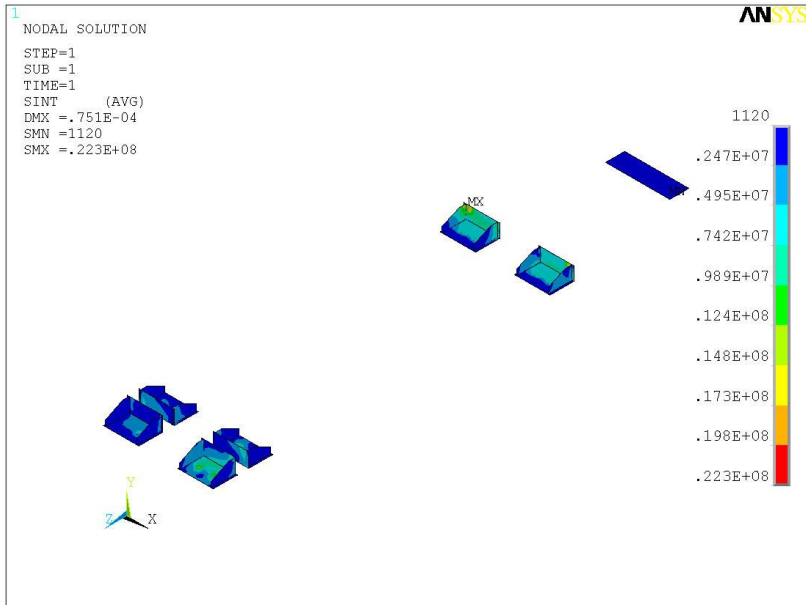 1
ANSYS
NODAL SOLUTION
STEP=1
SUB =1
TIME=1
SINT (AVG)
DMX =.751E-04
SMN =1120
SMX =.223E+08
1120
.247E+07
.495E+07
.742E+07
.989E+07
.124E+08
.148E+08
.173E+08
.198E+08
.223E+08
MX
MN
Y
Z
X